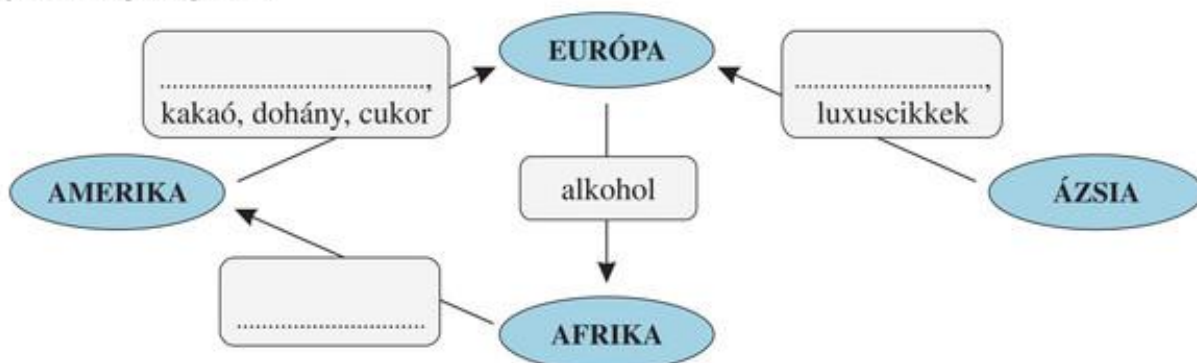 EURÓPA
..............................,
kakaó, dohány, cukor
..............................,
luxuscikkek
AMERIKA
alkohol
ÁZSIA
..............................
AFRIKA